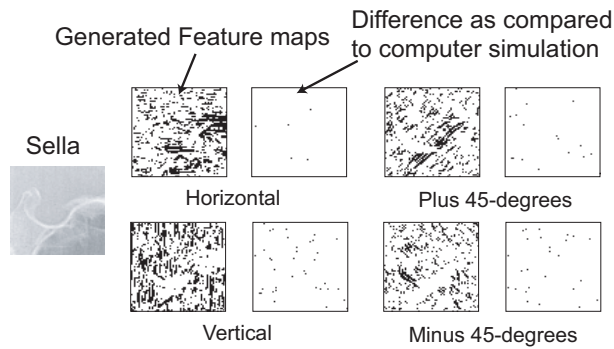 Generated Feature maps
Difference as compared
to computer simulation
Sella
Horizontal
Plus 45-degrees
Vertical
Minus 45-degrees